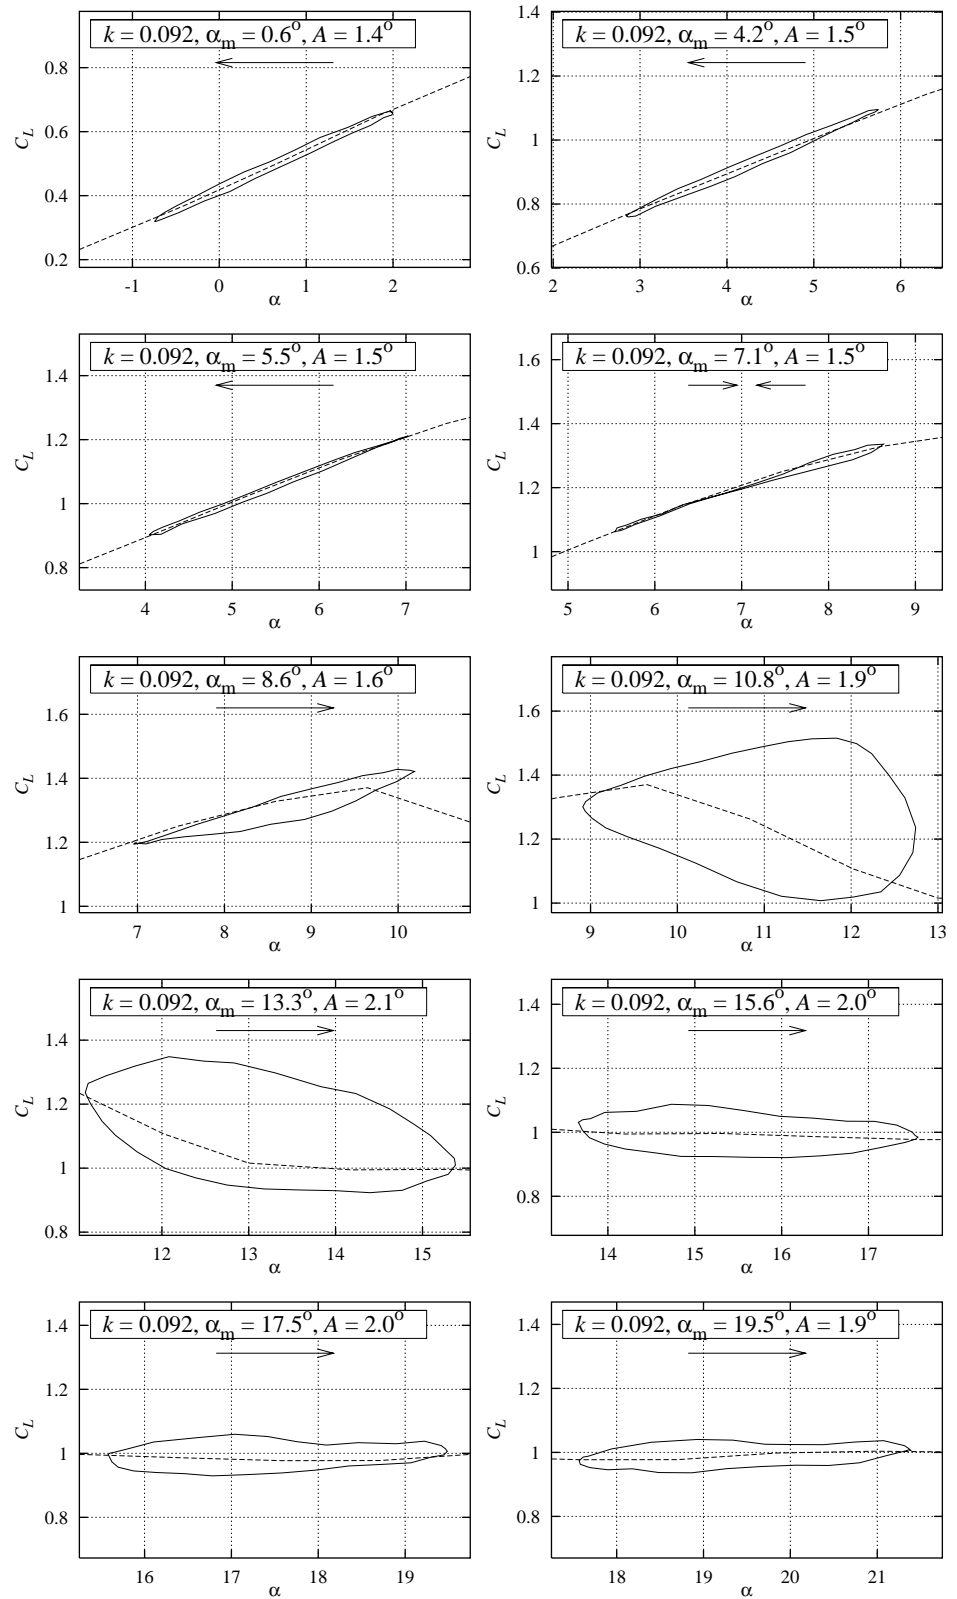 k = 0.092, αm = 0.6°, A = 1.4°
0.8
0.6
0.4
0.2
CL
-1 0 1 2
α
k = 0.092, αm = 4.2°, A = 1.5°
1.4
1.2
1
0.8
0.6
CL
2 3 4 5 6
α
k = 0.092, αm = 5.5°, A = 1.5°
1.4
1.2
1
0.8
CL
4 5 6 7
α
k = 0.092, αm = 7.1°, A = 1.5°
1.6
1.4
1.2
1
CL
5 6 7 8 9
α
k = 0.092, αm = 8.6°, A = 1.6°
1.6
1.4
1.2
1
CL
7 8 9 10
α
k = 0.092, αm = 10.8°, A = 1.9°
1.6
1.4
1.2
1
CL
9 10 11 12 13
α
k = 0.092, αm = 13.3°, A = 2.1°
1.4
1.2
1
0.8
CL
12 13 14 15
α
k = 0.092, αm = 15.6°, A = 2.0°
1.4
1.2
1
0.8
CL
14 15 16 17
α
k = 0.092, αm = 17.5°, A = 2.0°
1.4
1.2
1
0.8
CL
16 17 18 19
α
k = 0.092, αm = 19.5°, A = 1.9°
1.4
1.2
1
0.8
CL
18 19 20 21
α